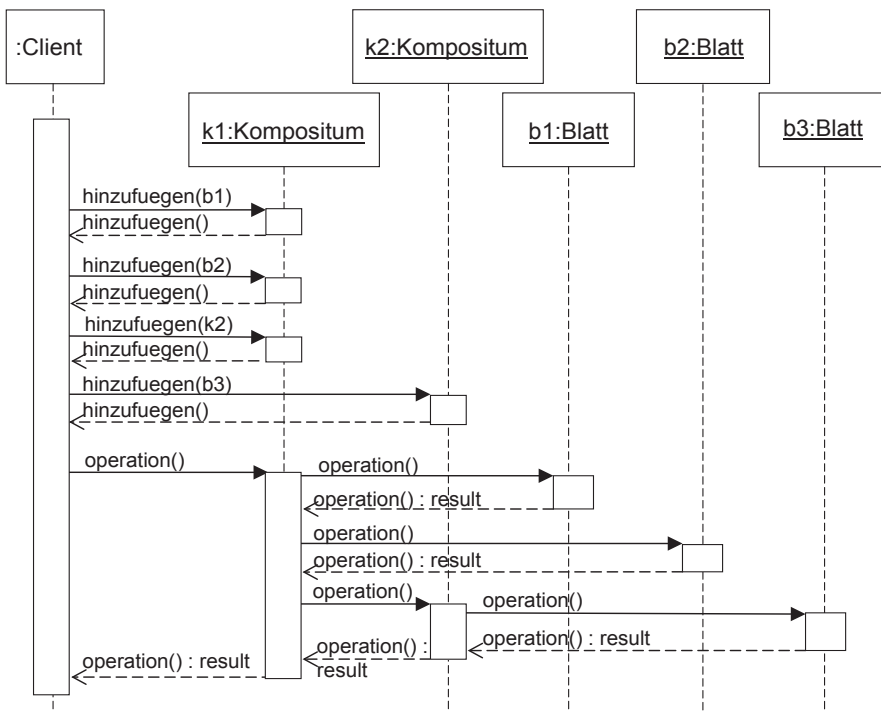 :Client
k2:Kompositum
b2:Blatt
k1:Kompositum
b1:Blatt
b3:Blatt
hinzufuegen(b1)
hinzufuegen()
hinzufuegen(b2)
hinzufuegen()
hinzufuegen(k2)
hinzufuegen()
hinzufuegen(b3)
hinzufuegen()
operation()
operation()
operation() : result
operation()
operation() : result
operation()
operation()
operation() :
result
operation() : result
operation() : result